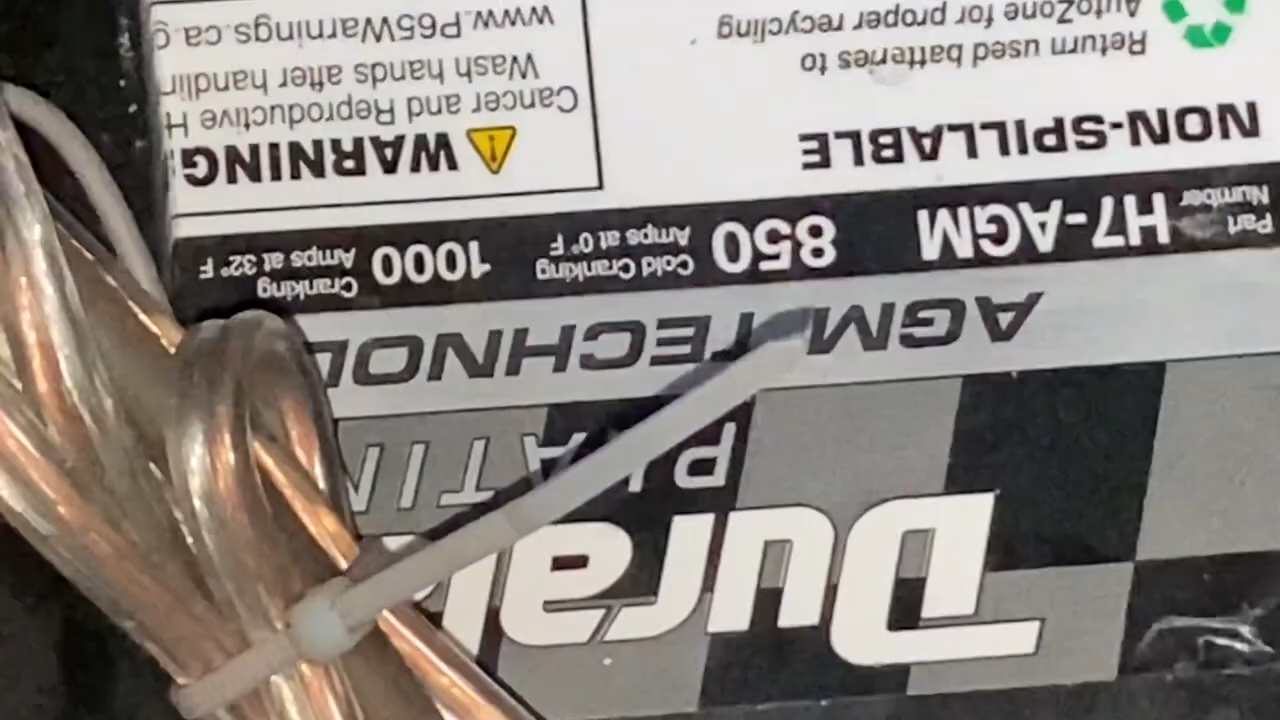 Dural
PLATIN
AGM TECHNOL
Part Number H7-AGM 850 Cold Cranking Amps at 0° F 1000 Cranking Amps at 32° F
NON-SPILLABLE
Return used batteries to
AutoZone for proper recycling
WARNING:
Cancer and Reproductive H
Wash hands after handlin
www.P65Warnings.ca.g